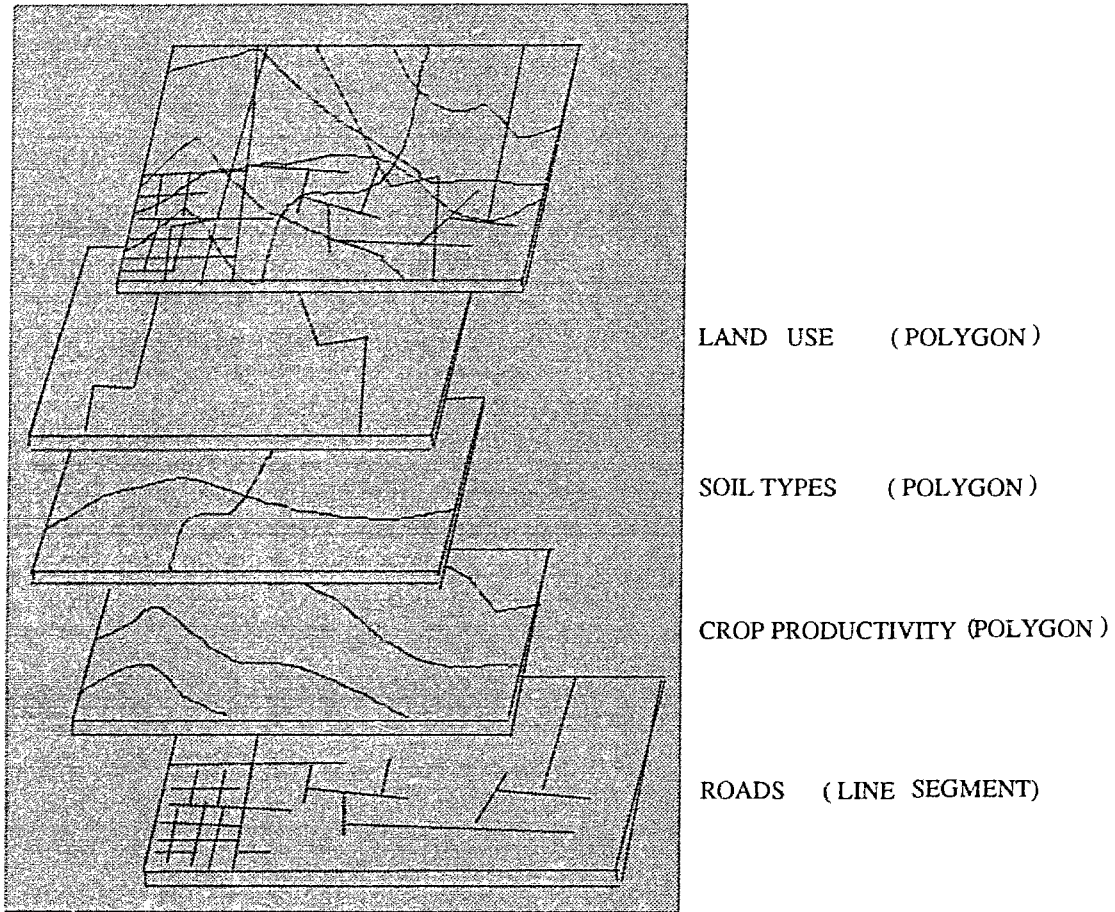 LAND USE (POLYGON)
SOIL TYPES (POLYGON)
CROP PRODUCTIVITY (POLYGON)
ROADS (LINE SEGMENT)